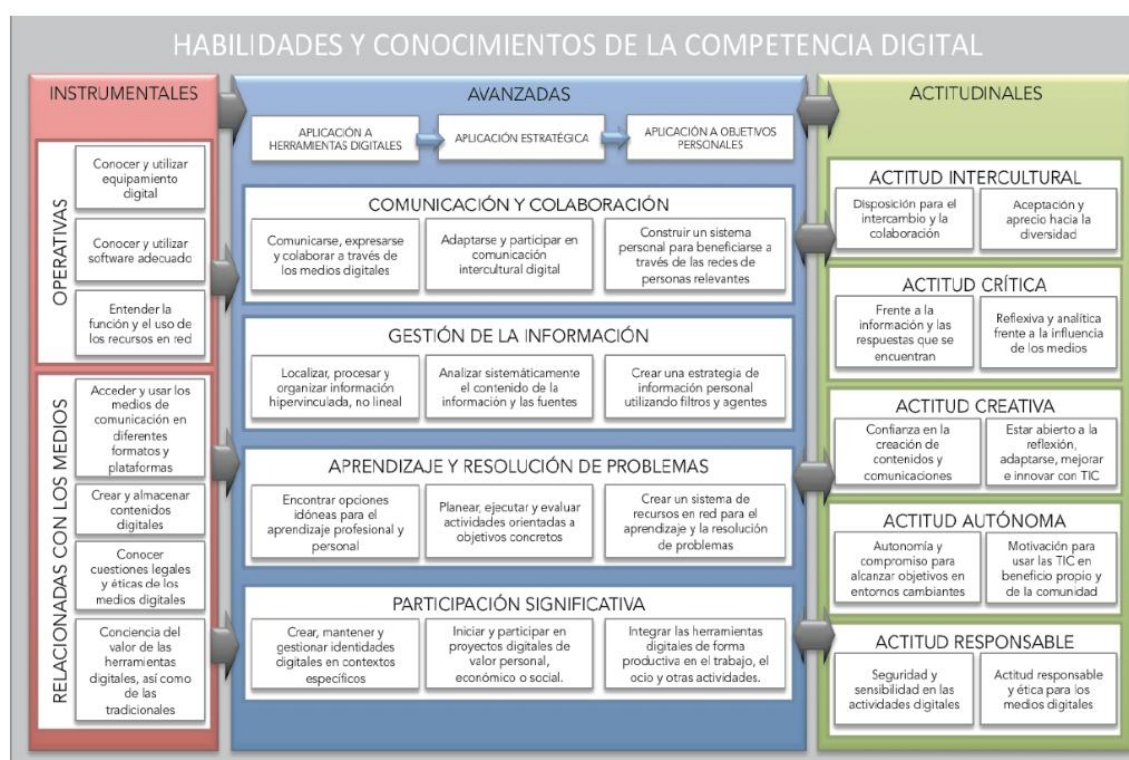 HABILIDADES Y CONOCIMIENTOS DE LA COMPETENCIA DIGITAL
INSTRUMENTALES
OPERATIVAS
Conocer y utilizar
equipamiento
digital
Conocer y utilizar
software adecuado
Entender la
función y el uso de
los recursos en red
RELACIONADAS CON LOS MEDIOS
Acceder y usar los
medios de
comunicación en
diferentes
formatos y
plataformas
Crear y almacenar
contenidos
digitales
Conocer
cuestiones legales
y éticas de los
medios digitales
Conciencia del
valor de las
herramientas
digitales, así como
de las
tradicionales
AVANZADAS
APLICACIÓN A
HERRAMIENTAS DIGITALES
APLICACIÓN ESTRATÉGICA
APLICACIÓN A OBJETIVOS
PERSONALES
COMUNICACIÓN Y COLABORACIÓN
Comunicarse, expresarse
y colaborar a través de
los medios digitales
Adaptarse y participar en
comunicación
intercultural digital
Construir un sistema
personal para beneficiarse a
través de las redes de
personas relevantes
GESTIÓN DE LA INFORMACIÓN
Localizar, procesar y
organizar información
hipervinculada, no lineal
Analizar sistemáticamente
el contenido de la
información y las fuentes
Crear una estrategia de
información personal
utilizando filtros y agentes
APRENDIZAJE Y RESOLUCIÓN DE PROBLEMAS
Encontrar opciones
idóneas para el
aprendizaje profesional y
personal
Planear, ejecutar y evaluar
actividades orientadas a
objetivos concretos
Crear un sistema de
recursos en red para el
aprendizaje y la resolución
de problemas
PARTICIPACIÓN SIGNIFICATIVA
Crear, mantener y
gestionar identidades
digitales en contextos
específicos
Iniciar y participar en
proyectos digitales de
valor personal,
económico o social.
Integrar las herramientas
digitales de forma
productiva en el trabajo, el
ocio y otras actividades.
ACTITUDINALES
ACTITUD INTERCULTURAL
Disposición para el
intercambio y la
colaboración
Aceptación y
aprecio hacia la
diversidad
ACTITUD CRÍTICA
Frente a la
información y las
respuestas que se
encuentran
Reflexiva y analítica
frente a la influencia
de los medios
ACTITUD CREATIVA
Confianza en la
creación de
contenidos y
comunicaciones
Estar abierto a la
reflexión,
adaptarse, mejorar
e innovar con TIC
ACTITUD AUTÓNOMA
Autonomía y
compromiso para
alcanzar objetivos en
entornos cambiantes
Motivación para
usar las TIC en
beneficio propio y
de la comunidad
ACTITUD RESPONSABLE
Seguridad y
sensibilidad en las
actividades digitales
Actitud responsable
y ética para los
medios digitales